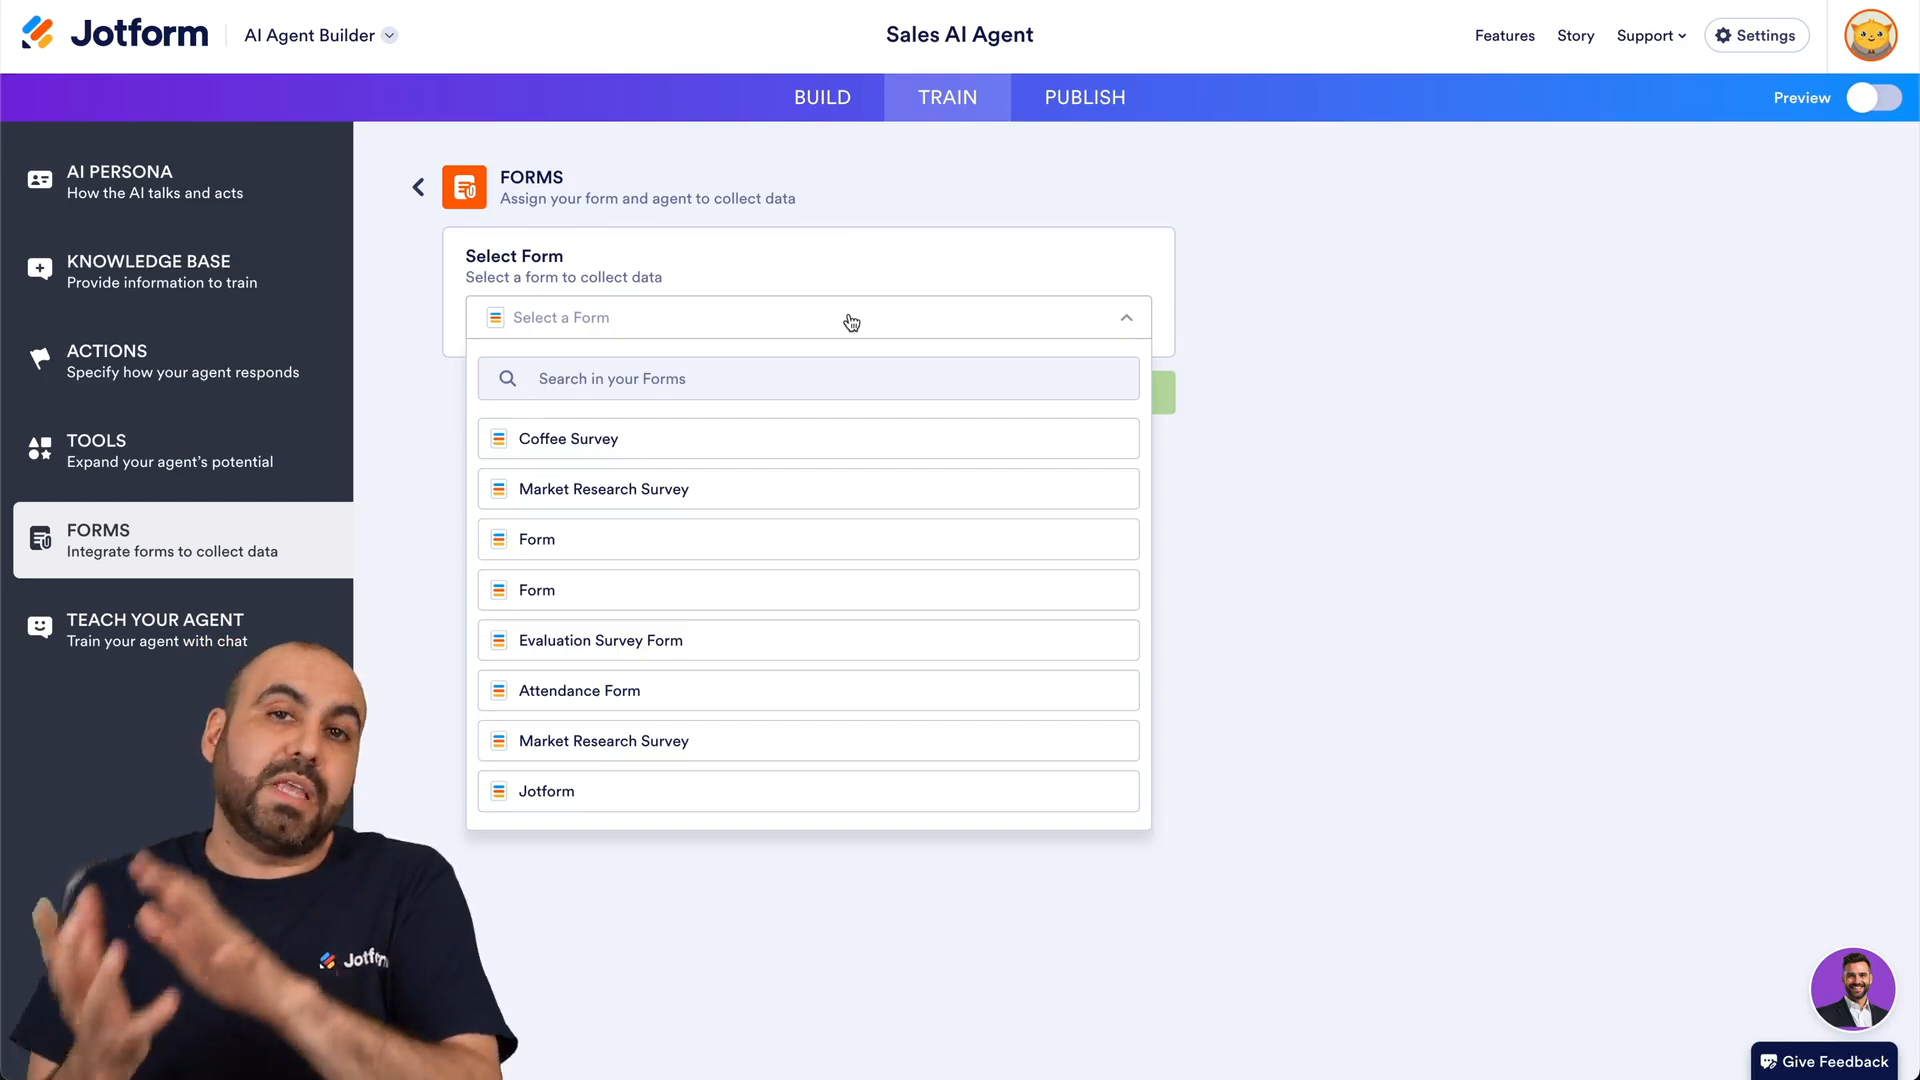 Jotform
AI Agent Builder
Sales AI Agent
Features
Story
Support
Settings
BUILD
TRAIN
PUBLISH
Preview
AI PERSONA
How the AI talks and acts
KNOWLEDGE BASE
Provide information to train
ACTIONS
Specify how your agent responds
TOOLS
Expand your agent's potential
FORMS
Integrate forms to collect data
TEACH YOUR AGENT
Train your agent with chat
FORMS
Assign your form and agent to collect data
Select Form
Select a form to collect data
Select a Form
Search in your Forms
Coffee Survey
Market Research Survey
Form
Form
Evaluation Survey Form
Attendance Form
Market Research Survey
Jotform
Jotform
Give Feedback